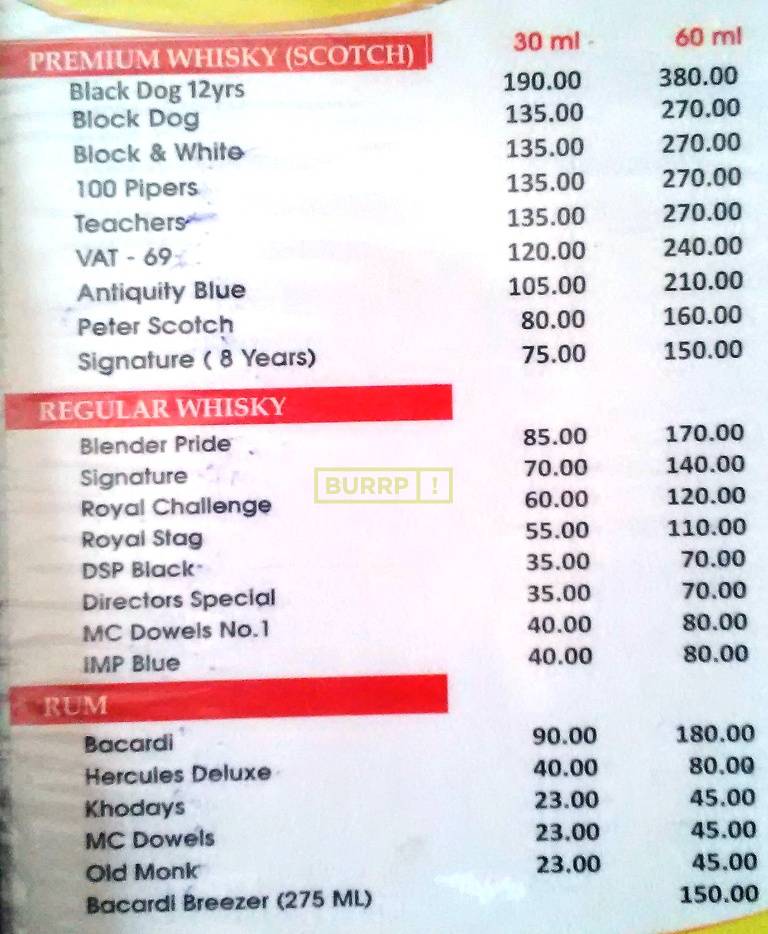 30 ml 60 ml
PREMIUM WHISKY (SCOTCH)
Black Dog 12yrs 190.00 380.00
Block Dog 135.00 270.00
Block & White 135.00 270.00
100 Pipers 135.00 270.00
Teachers 135.00 270.00
VAT - 69 120.00 240.00
Antiquity Blue 105.00 210.00
Peter Scotch 80.00 160.00
Signature ( 8 Years) 75.00 150.00
REGULAR WHISKY
Blender Pride 85.00 170.00
Signature 70.00 140.00
BURRP !
Royal Challenge 60.00 120.00
Royal Stag 55.00 110.00
DSP Black 35.00 70.00
Directors Special 35.00 70.00
MC Dowels No.1 40.00 80.00
IMP Blue 40.00 80.00
RUM
Bacardi 90.00 180.00
Hercules Deluxe 40.00 80.00
Khodays 23.00 45.00
MC Dowels 23.00 45.00
Old Monk 23.00 45.00
Bacardi Breezer (275 ML) 150.00